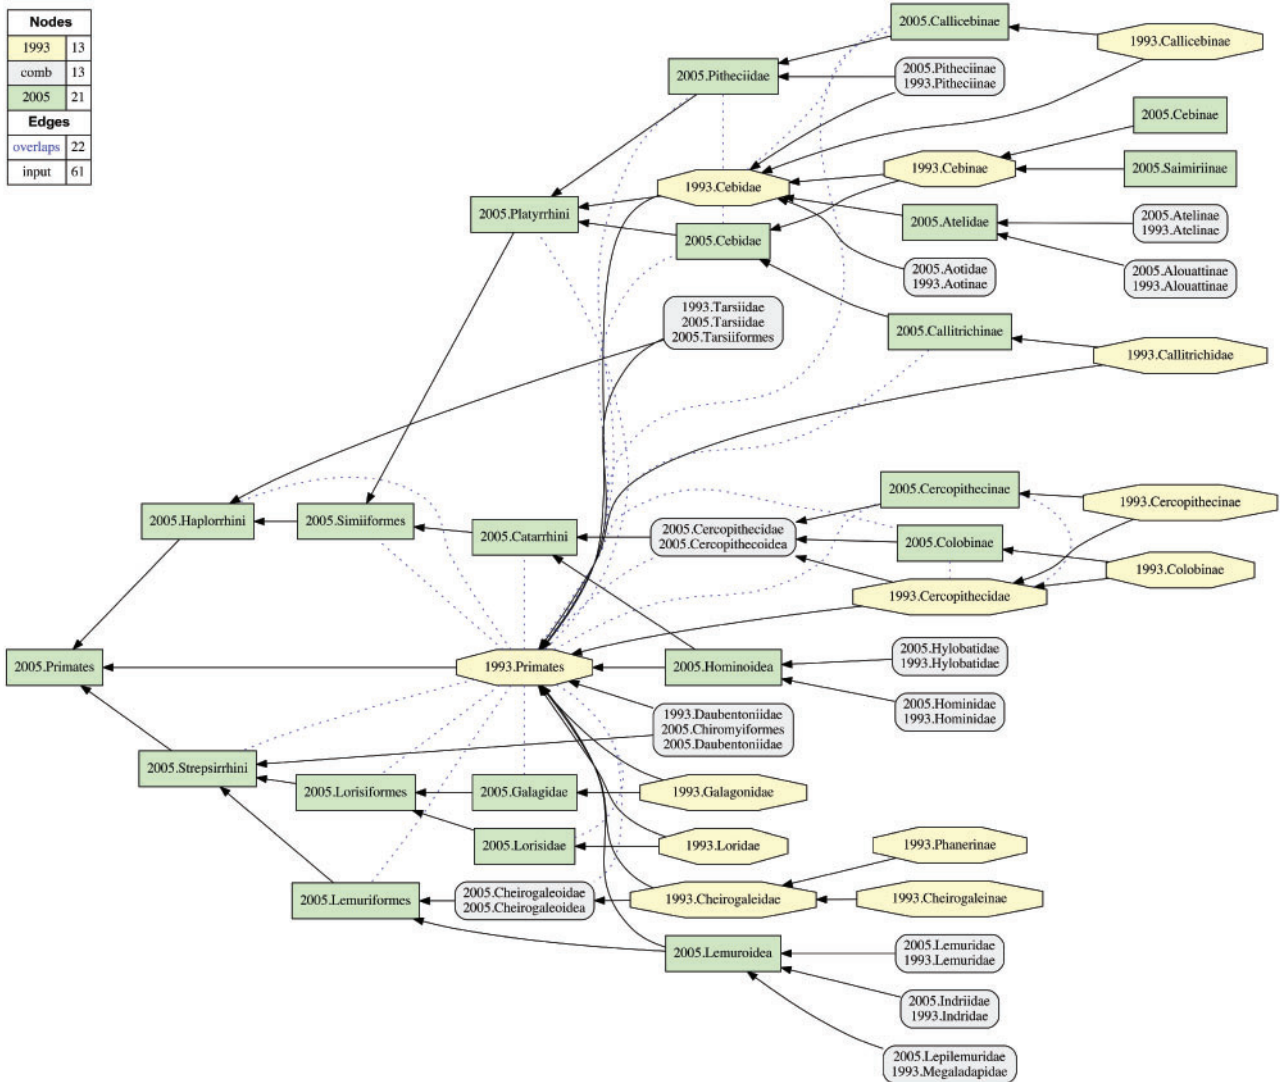 Nodes
1993 13
comb 13
2005 21
Edges
overlaps 22
input 61
2005.Callicebinae
1993.Callicebinae
2005.Pitheciidae
2005.Pitheciinae
1993.Pitheciinae
2005.Cebinae
1993.Cebinae
2005.Saimiriinae
1993.Cebidae
2005.Platyrrhini
2005.Cebidae
2005.Atelidae
2005.Atelinae
1993.Atelinae
2005.Aotidae
1993.Aotinae
2005.Alouattinae
1993.Alouattinae
1993.Tarsiidae
2005.Tarsiidae
2005.Tarsiiformes
2005.Callitrichinae
1993.Callitrichidae
2005.Cercopithecinae
1993.Cercopithecinae
2005.Haplorrhini
2005.Simiiformes
2005.Catarrhini
2005.Cercopithecidae
2005.Cercopithecoidea
2005.Colobinae
1993.Colobinae
1993.Cercopithecidae
2005.Primates
1993.Primates
2005.Hominoidea
2005.Hylobatidae
1993.Hylobatidae
2005.Hominidae
1993.Hominidae
1993.Daubentoniidae
2005.Chiromyiformes
2005.Daubentoniidae
2005.Strepsirrhini
2005.Lorisiformes
2005.Galagidae
1993.Galagonidae
2005.Lorisidae
1993.Loridae
1993.Phanerinae
2005.Lemuriformes
2005.Cheirogaleoidae
2005.Cheirogaleoidea
1993.Cheirogaleidae
1993.Cheirogaleinae
2005.Lemuroidea
2005.Lemuridae
1993.Lemuridae
2005.Indriidae
1993.Indridae
2005.Lepilemuridae
1993.Megaladapidae